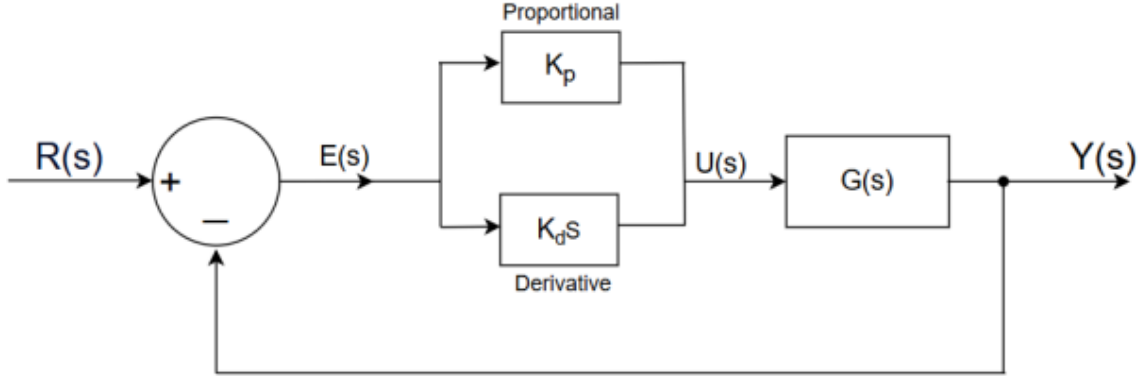 Proportional
Kp
R(s)
+
−
E(s)
U(s)
G(s)
Y(s)
KdS
Derivative